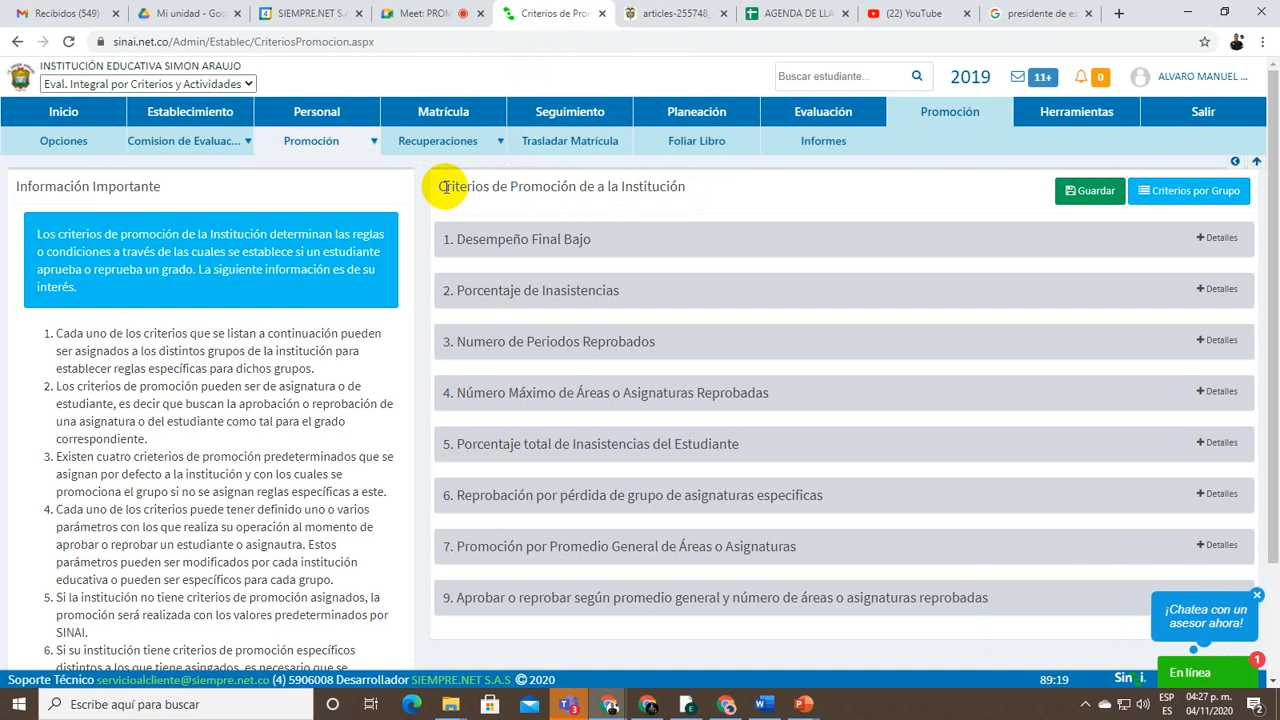 Recibidos (549)
Mi unidad - Goo
SIEMPRE.NET S.A
Meet: PROM
Criterios de Pron
articles-255748_
AGENDA DE LLA
(22) YouTube
presidente de es
sinai.net.co/Admin/Establec/CriteriosPromocion.aspx
INSTITUCIÓN EDUCATIVA SIMON ARAUJO
Eval. Integral por Criterios y Actividades
Buscar estudiante...
2019
11+
0
ALVARO MANUEL ...
Inicio
Establecimiento
Personal
Matrícula
Seguimiento
Planeación
Evaluación
Promoción
Herramientas
Salir
Opciones
Comision de Evaluac...
Promoción
Recuperaciones
Trasladar Matrícula
Foliar Libro
Informes
Información Importante
Los criterios de promoción de la Institución determinan las reglas
o condiciones a través de las cuales se establece si un estudiante
aprueba o reprueba un grado. La siguiente información es de su
interés.
1. Cada uno de los criterios que se listan a continuación pueden
ser asignados a los distintos grupos de la institución para
establecer reglas específicas para dichos grupos.
2. Los criterios de promoción pueden ser de asignatura o de
estudiante, es decir que buscan la aprobación o reprobación de
una asignatura o del estudiante como tal para el grado
correspondiente.
3. Existen cuatro crieterios de promoción predeterminados que se
asignan por defecto a la institución y con los cuales se
promociona el grupo si no se asignan reglas específicas a este.
4. Cada uno de los criterios puede tener definido uno o varios
parámetros con los que realiza su operación al momento de
aprobar o reprobar un estudiante o asignautra. Estos
parámetros pueden ser modificados por cada institución
educativa o pueden ser específicos para cada grupo.
5. Si la institución no tiene criterios de promoción asignados, la
promoción será realizada con los valores predeterminados por
SINAI.
6. Si su institución tiene criterios de promoción específicos
distintos a los que tiene asingados, es necesario que se
Criterios de Promoción de a la Institución
Guardar
Criterios por Grupo
1. Desempeño Final Bajo
Detalles
2. Porcentaje de Inasistencias
Detalles
3. Numero de Periodos Reprobados
Detalles
4. Número Máximo de Áreas o Asignaturas Reprobadas
Detalles
5. Porcentaje total de Inasistencias del Estudiante
Detalles
6. Reprobación por pérdida de grupo de asignaturas especificas
Detalles
7. Promoción por Promedio General de Áreas o Asignaturas
Detalles
9. Aprobar o reprobar según promedio general y número de áreas o asignaturas reprobadas
¡Chatea con un
asesor ahora!
En línea
1
Soporte Técnico servicioalcliente@siempre.net.co (4) 5906008 Desarrollador SIEMPRE.NET S.A.S © 2020
89:19
Sinai.
Escribe aquí para buscar
3
ESP
SP
04:27 p. m.
04/11/2020
2